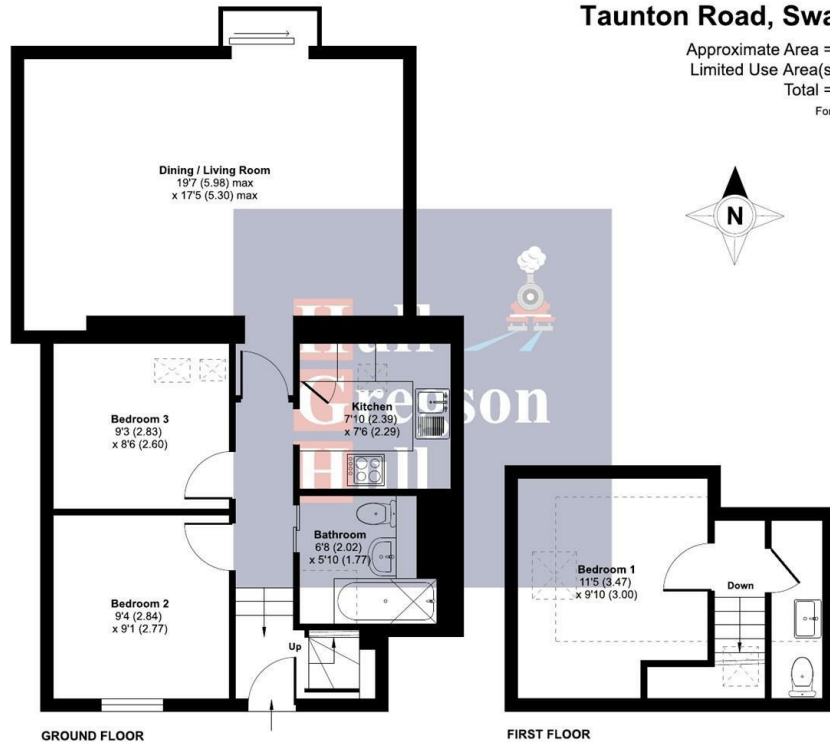 Taunton Road, Swa
Approximate Area =
Limited Use Area(s
Total =
For
N
Dining / Living Room
19'7 (5.98) max
x 17'5 (5.30) max
Hull
Gregson
Hull
Bedroom 3
9'3 (2.83)
x 8'6 (2.60)
Kitchen
7'10 (2.39)
x 7'6 (2.29)
Bathroom
6'8 (2.02)
x 5'10 (1.77)
Bedroom 2
9'4 (2.84)
x 9'1 (2.77)
Up
Bedroom 1
11'5 (3.47)
x 9'10 (3.00)
Down
GROUND FLOOR
FIRST FLOOR